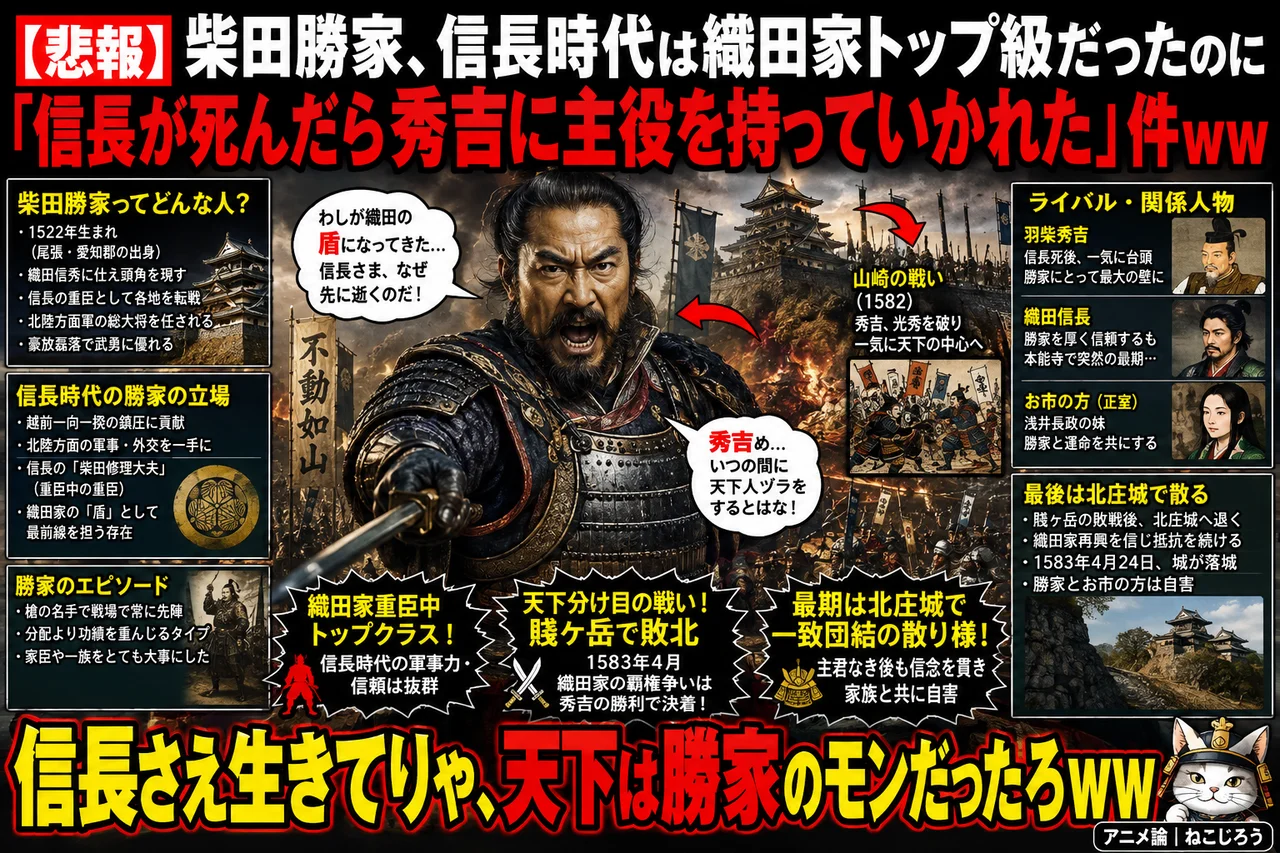 【悲報】柴田勝家、信長時代は織田家トップ級だったのに
「信長が死んだら秀吉に主役を持っていかれた」件ww
柴田勝家ってどんな人？
・1522年生まれ
（尾張・愛知郡の出身）
・織田信秀に仕え頭角を現す
・信長の重臣として各地を転戦
・北陸方面軍の総大将を任される
・豪放磊落で武勇に優れる
信長時代の勝家の立場
・越前一向一揆の鎮圧に貢献
・北陸方面の軍事・外交を一手に
・信長の「柴田修理大夫」
（重臣中の重臣）
・織田家の「盾」として
最前線を担う存在
勝家のエピソード
・槍の名手で戦場で常に先陣
・分配より功績を重んじるタイプ
・家臣や一族をとても大事にした
わしが織田の
盾になってきた…
信長さま、なぜ
先に逝くのだ！
不動如山
秀吉め…
いつの間に
天下人ヅラを
するとはな！
山崎の戦い
（1582）
秀吉、光秀を破り
一気に天下の中心へ
ライバル・関係人物
羽柴秀吉
信長死後、一気に台頭
勝家にとって最大の壁に
織田信長
勝家を厚く信頼するも
本能寺で突然の最期…
お市の方（正室）
浅井長政の妹
勝家と運命を共にする
最後は北庄城で散る
・賤ヶ岳の敗戦後、北庄城へ退く
・織田家再興を信じ抵抗を続ける
・1583年4月24日、城が落城
・勝家とお市の方は自害
織田家重臣中
トップクラス！
信長時代の軍事力・
信頼は抜群
天下分け目の戦い！
賤ケ岳で敗北
1583年4月
織田家の覇権争いは
秀吉の勝利で決着！
最期は北庄城で
一致団結の散り様！
主君なき後も信念を貫き
家族と共に自害
信長さえ生きてりゃ、天下は勝家のモンだったろww
アニメ論｜ねこじろう